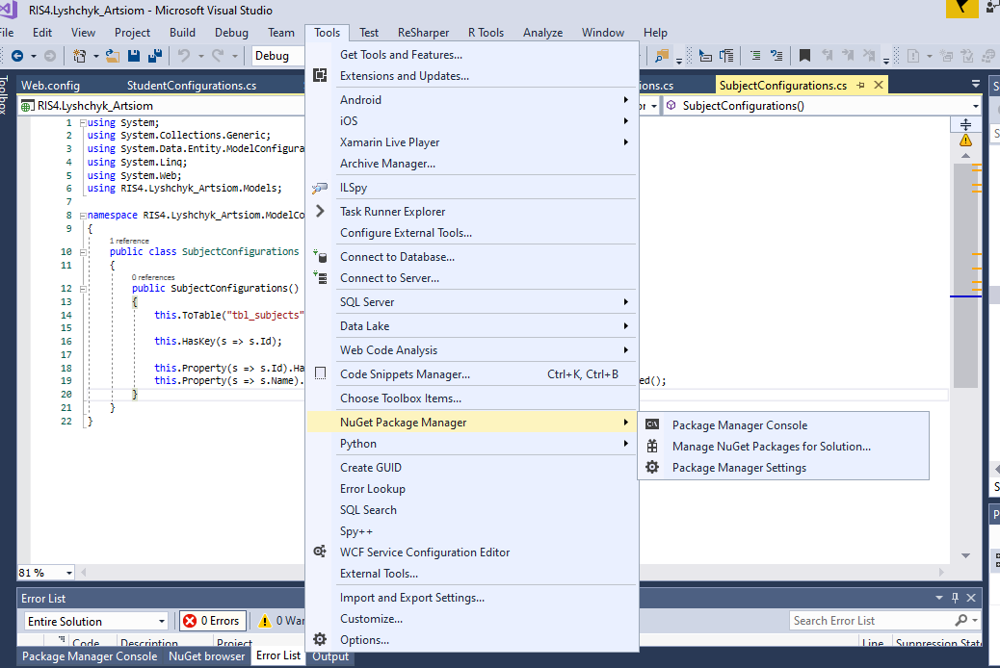 RIS4.Lyshchyk_Artsiom - Microsoft Visual Studio
File Edit View Project Build Debug Team Tools Test ReSharper R Tools Analyze Window Help
Debug
Toolbox
Web.config StudentConfigurations.cs ions.cs SubjectConfigurations.cs
RIS4.Lyshchyk_Artsiom or SubjectConfigurations()
1 using System;
2 using System.Collections.Generic;
3 using System.Data.Entity.ModelConfigura
4 using System.Linq;
5 using System.Web;
6 using RIS4.Lyshchyk_Artsiom.Models;
7
8 namespace RIS4.Lyshchyk_Artsiom.ModelCo
9 {
1 reference
10 public class SubjectConfigurations
11 {
0 references
12 public SubjectConfigurations()
13 {
14 this.ToTable("tbl_subjects"
15
16 this.HasKey(s => s.Id);
17
18 this.Property(s => s.Id).Ha
19 this.Property(s => s.Name). ed();
20 }
21 }
22 }
Get Tools and Features...
Extensions and Updates...
Android
iOS
Xamarin Live Player
Archive Manager...
ILSpy
Task Runner Explorer
Configure External Tools...
Connect to Database...
Connect to Server...
SQL Server
Data Lake
Web Code Analysis
Code Snippets Manager... Ctrl+K, Ctrl+B
Choose Toolbox Items...
NuGet Package Manager
Python
Create GUID
Error Lookup
SQL Search
Spy++
WCF Service Configuration Editor
External Tools...
Import and Export Settings...
Customize...
Options...
Package Manager Console
Manage NuGet Packages for Solution...
Package Manager Settings
81 %
Error List
Entire Solution 0 Errors 0 War Search Error List
Code Description Project Line Suppression State
Package Manager Console NuGet browser Error List Output